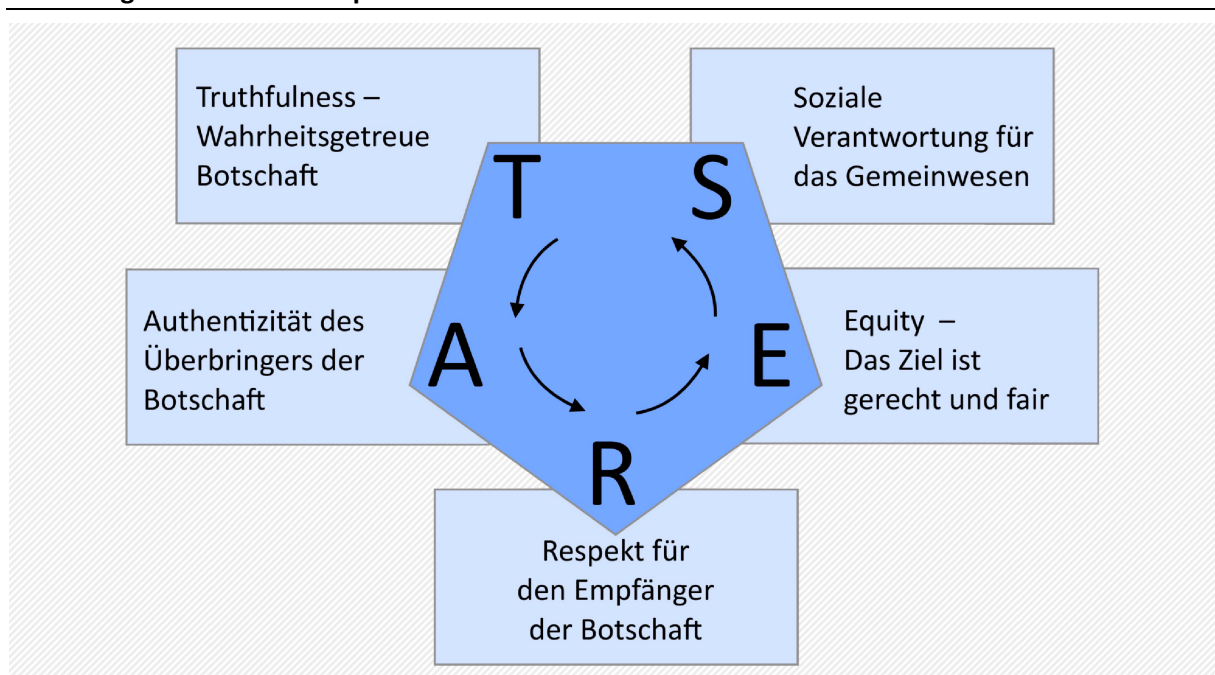 Truthfulness –
Wahrheitsgetreue
Botschaft
Soziale
Verantwortung für
das Gemeinwesen
T
S
Authentizität des
Überbringers der
Botschaft
A
E
Equity –
Das Ziel ist
gerecht und fair
R
Respekt für
den Empfänger
der Botschaft